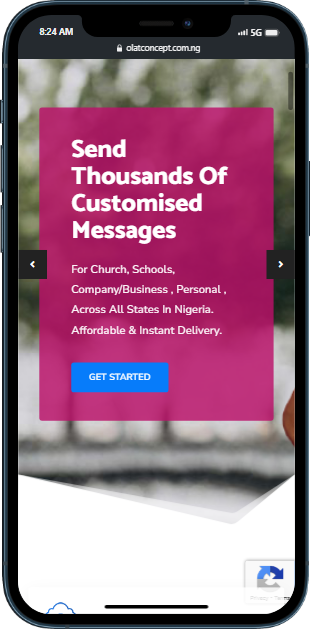 8:24 AM
5G
olatconcept.com.ng
Send
Thousands Of
Customised
Messages
For Church, Schools,
Company/Business , Personal ,
Across All States In Nigeria.
Affordable & Instant Delivery.
GET STARTED